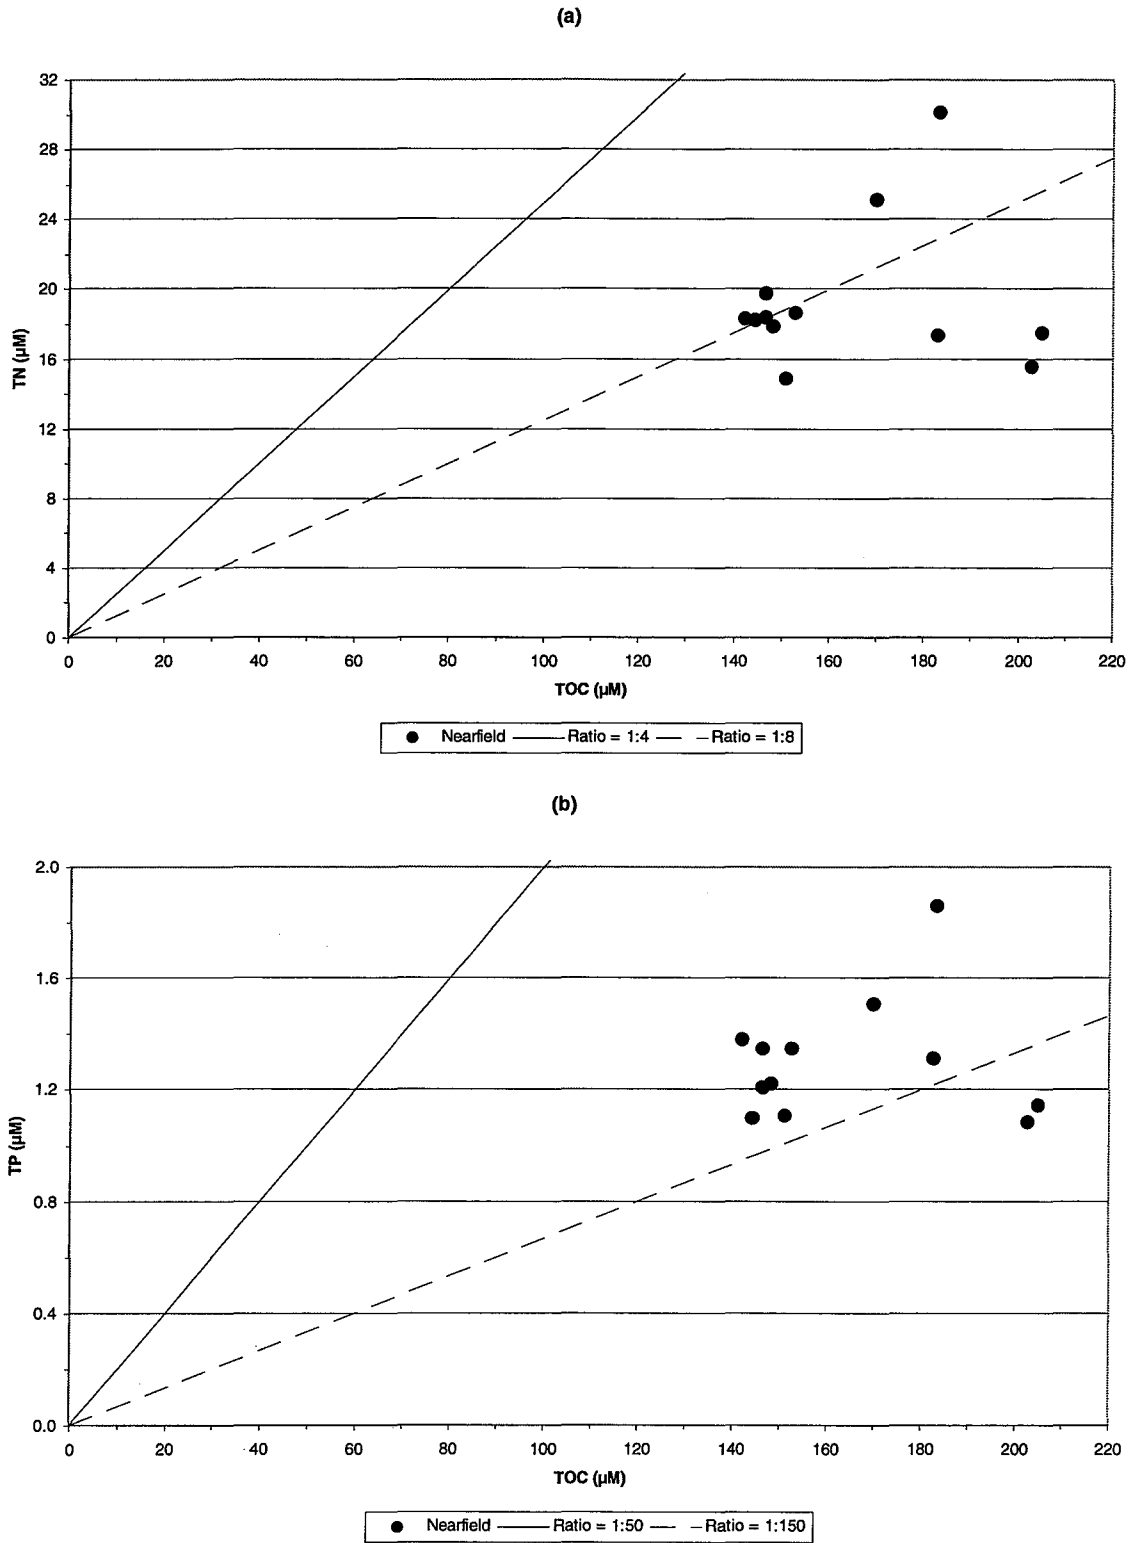 (a)
32
28
24
20
16
12
8
4
0
TN (µM)
0 20 40 60 80 100 120 140 160 180 200 220
TOC (µM)
Nearfield Ratio = 1:4 Ratio = 1:8
(b)
2.0
1.6
1.2
0.8
0.4
0.0
TP (µM)
0 20 40 60 80 100 120 140 160 180 200 220
TOC (µM)
Nearfield Ratio = 1:50 Ratio = 1:150